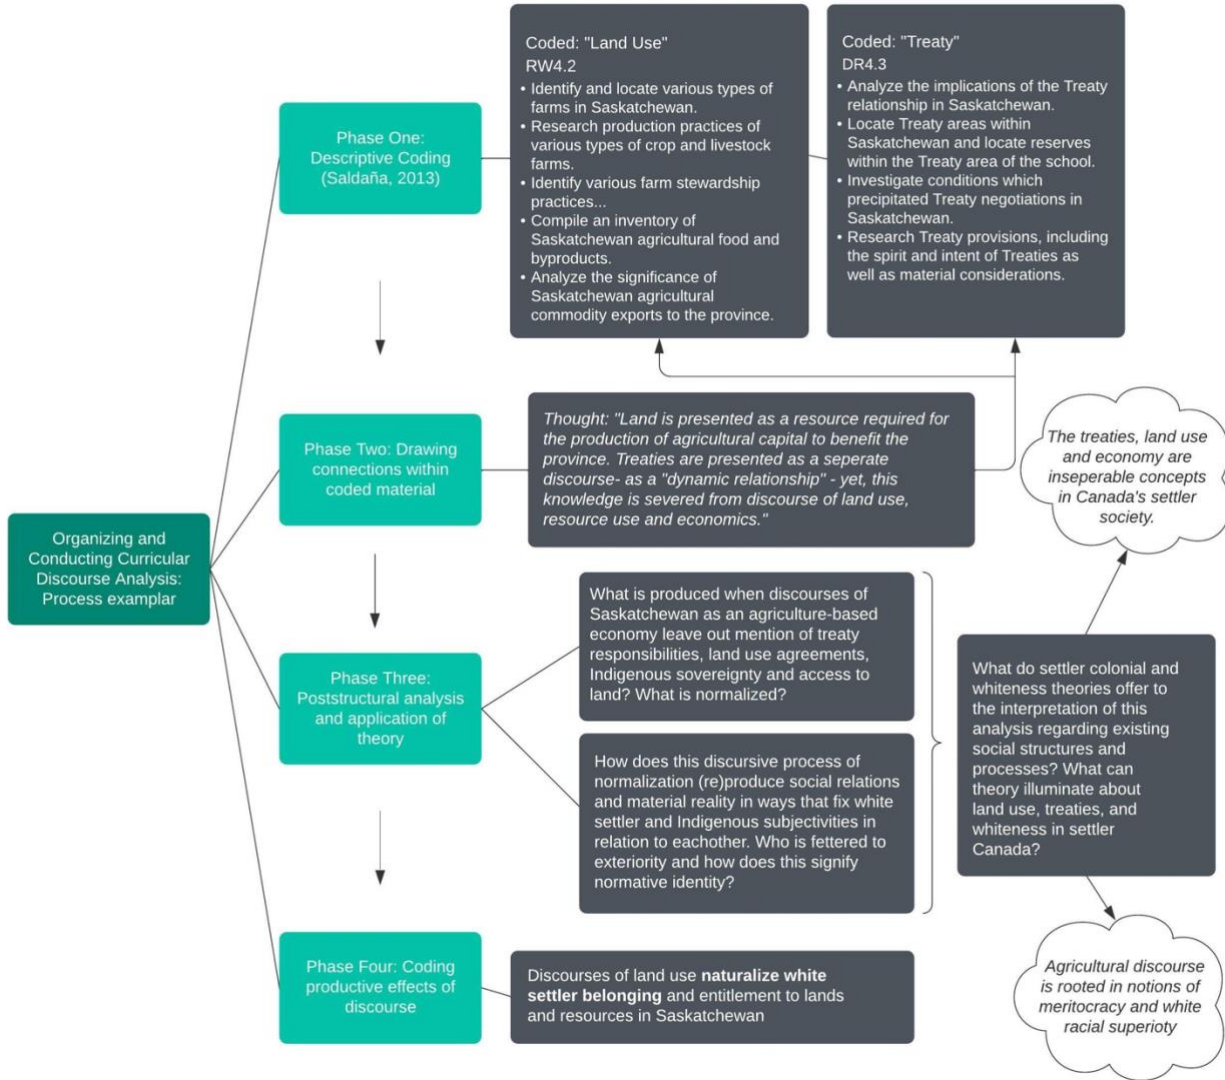 Organizing and
Conducting Curricular
Discourse Analysis:
Process examplar
Phase One:
Descriptive Coding
(Saldaña, 2013)
Coded: "Land Use"
RW4.2
• Identify and locate various types of
farms in Saskatchewan.
• Research production practices of
various types of crop and livestock
farms.
• Identify various farm stewardship
practices...
• Compile an inventory of
Saskatchewan agricultural food and
byproducts.
• Analyze the significance of
Saskatchewan agricultural
commodity exports to the province.
Coded: "Treaty"
DR4.3
• Analyze the implications of the Treaty
relationship in Saskatchewan.
• Locate Treaty areas within
Saskatchewan and locate reserves
within the Treaty area of the school.
• Investigate conditions which
precipitated Treaty negotiations in
Saskatchewan.
• Research Treaty provisions, including
the spirit and intent of Treaties as
well as material considerations.
Phase Two: Drawing
connections within
coded material
Thought: "Land is presented as a resource required for
the production of agricultural capital to benefit the
province. Treaties are presented as a seperate
discourse- as a "dynamic relationship" - yet, this
knowledge is severed from discourse of land use,
resource use and economics."
Phase Three:
Poststructural analysis
and application of
theory
What is produced when discourses of
Saskatchewan as an agriculture-based
economy leave out mention of treaty
responsibilities, land use agreements,
Indigenous sovereignty and access to
land? What is normalized?
How does this discursive process of
normalization (re)produce social relations
and material reality in ways that fix white
settler and Indigenous subjectivities in
relation to eachother. Who is fettered to
exteriority and how does this signify
normative identity?
The treaties, land use
and economy are
inseperable concepts
in Canada's settler
society.
What do settler colonial and
whiteness theories offer to
the interpretation of this
analysis regarding existing
social structures and
processes? What can
theory illuminate about
land use, treaties, and
whiteness in settler
Canada?
Agricultural discourse
is rooted in notions of
meritocracy and white
racial superioty
Phase Four: Coding
productive effects of
discourse
Discourses of land use naturalize white
settler belonging and entitlement to lands
and resources in Saskatchewan